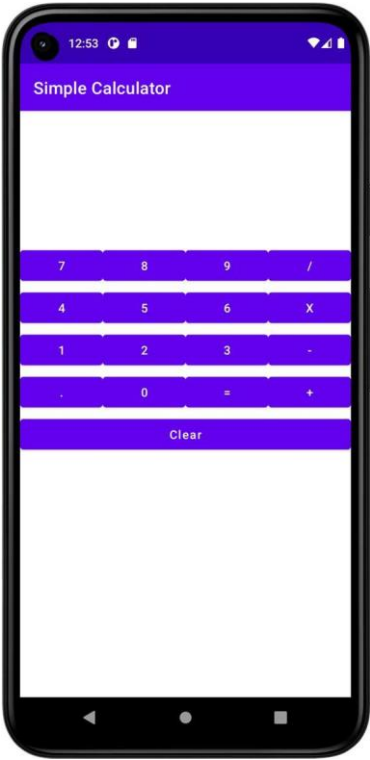 12:53
Simple Calculator
7 8 9 /
4 5 6 X
1 2 3 -
. 0 = +
Clear